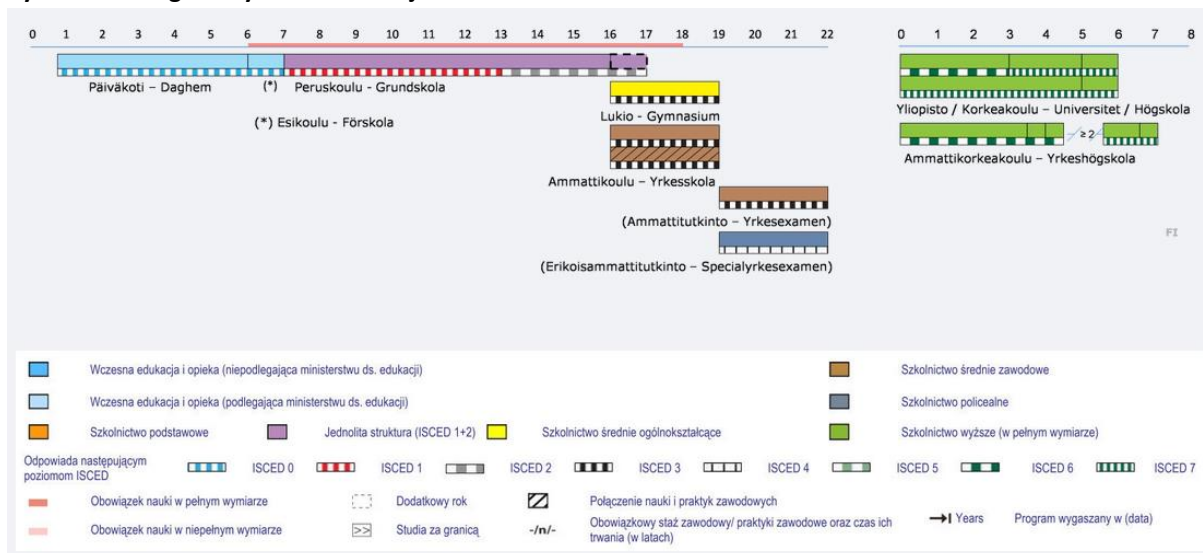 0 1 2 3 4 5 6 7 8 9 10 11 12 13 14 15 16 17 18 19 20 21 22
0 1 2 3 4 5 6 7 8
Päiväkoti – Daghem (*) Peruskoulu - Grundskola
(*) Esikoulu - Förskola
Lukio - Gymnasium
Ammattikoulu – Yrkesskola
(Ammattitutkinto – Yrkesexamen)
(Erikoisammattitutkinto – Specialyrkesexamen)
Yliopisto / Korkeakoulu – Universitet / Högskola
≥2
Ammattikorkeakoulu – Yrkeshögskola
FI
Wczesna edukacja i opieka (niepodlegająca ministerstwu ds. edukacji)
Szkolnictwo średnie zawodowe
Wczesna edukacja i opieka (podlegająca ministerstwu ds. edukacji)
Szkolnictwo policealne
Szkolnictwo podstawowe Jednolita struktura (ISCED 1+2) Szkolnictwo średnie ogólnokształcące Szkolnictwo wyższe (w pełnym wymiarze)
Odpowiada następującym
poziomom ISCED
ISCED 0 ISCED 1 ISCED 2 ISCED 3 ISCED 4 ISCED 5 ISCED 6 ISCED 7
Obowiązek nauki w pełnym wymiarze Dodatkowy rok Połączenie nauki i praktyk zawodowych
Obowiązek nauki w niepełnym wymiarze >> Studia za granicą -/n/- Obowiązkowy staż zawodowy/ praktyki zawodowe oraz czas ich
trwania (w latach)
Years Program wygaszany w (data)